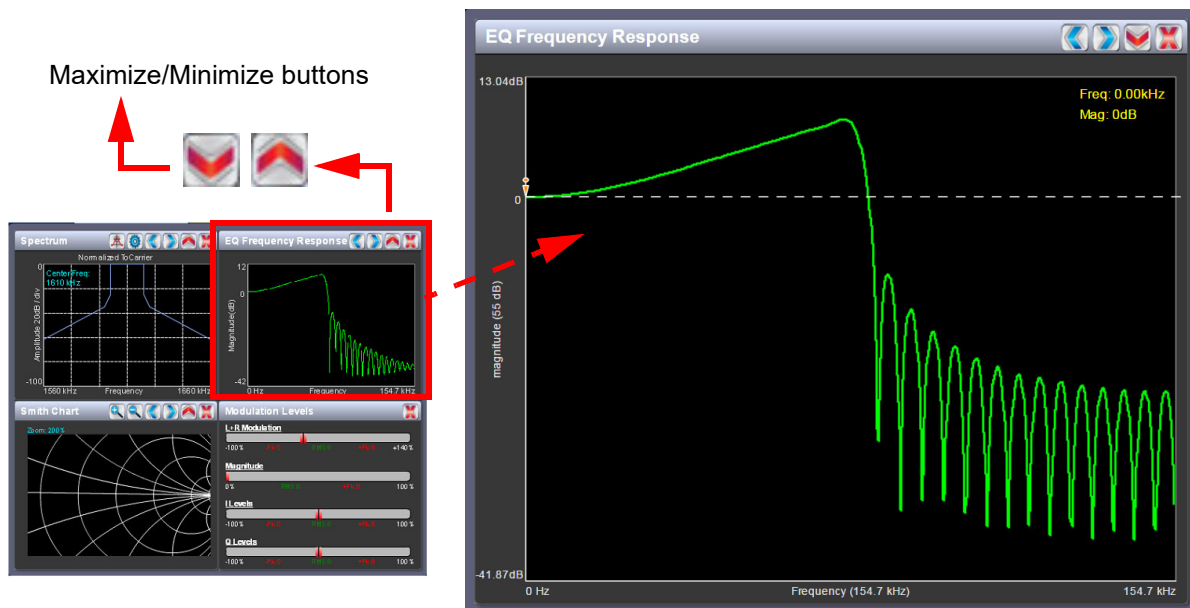 Maximize/Minimize buttons
Spectrum
Normalized To Carrier
0
Center Freq:
1610 kHz
Amplitude 20dB / div
-100
1560 kHz
Frequency
1660 kHz
EQ Frequency Response
12
0
Magnitude(dB)
-42
0 Hz
Frequency
154.7 kHz
Smith Chart
Zoom: 200%
Modulation Levels
L+R Modulation
-100%
+140%
Magnitude
0%
100%
I Levels
-100%
100%
Q Levels
-100%
100%
EQ Frequency Response
13.04dB
Freq: 0.00kHz
Mag: 0dB
0
magnitude (55 dB)
-41.87dB
0 Hz
Frequency (154.7 kHz)
154.7 kHz